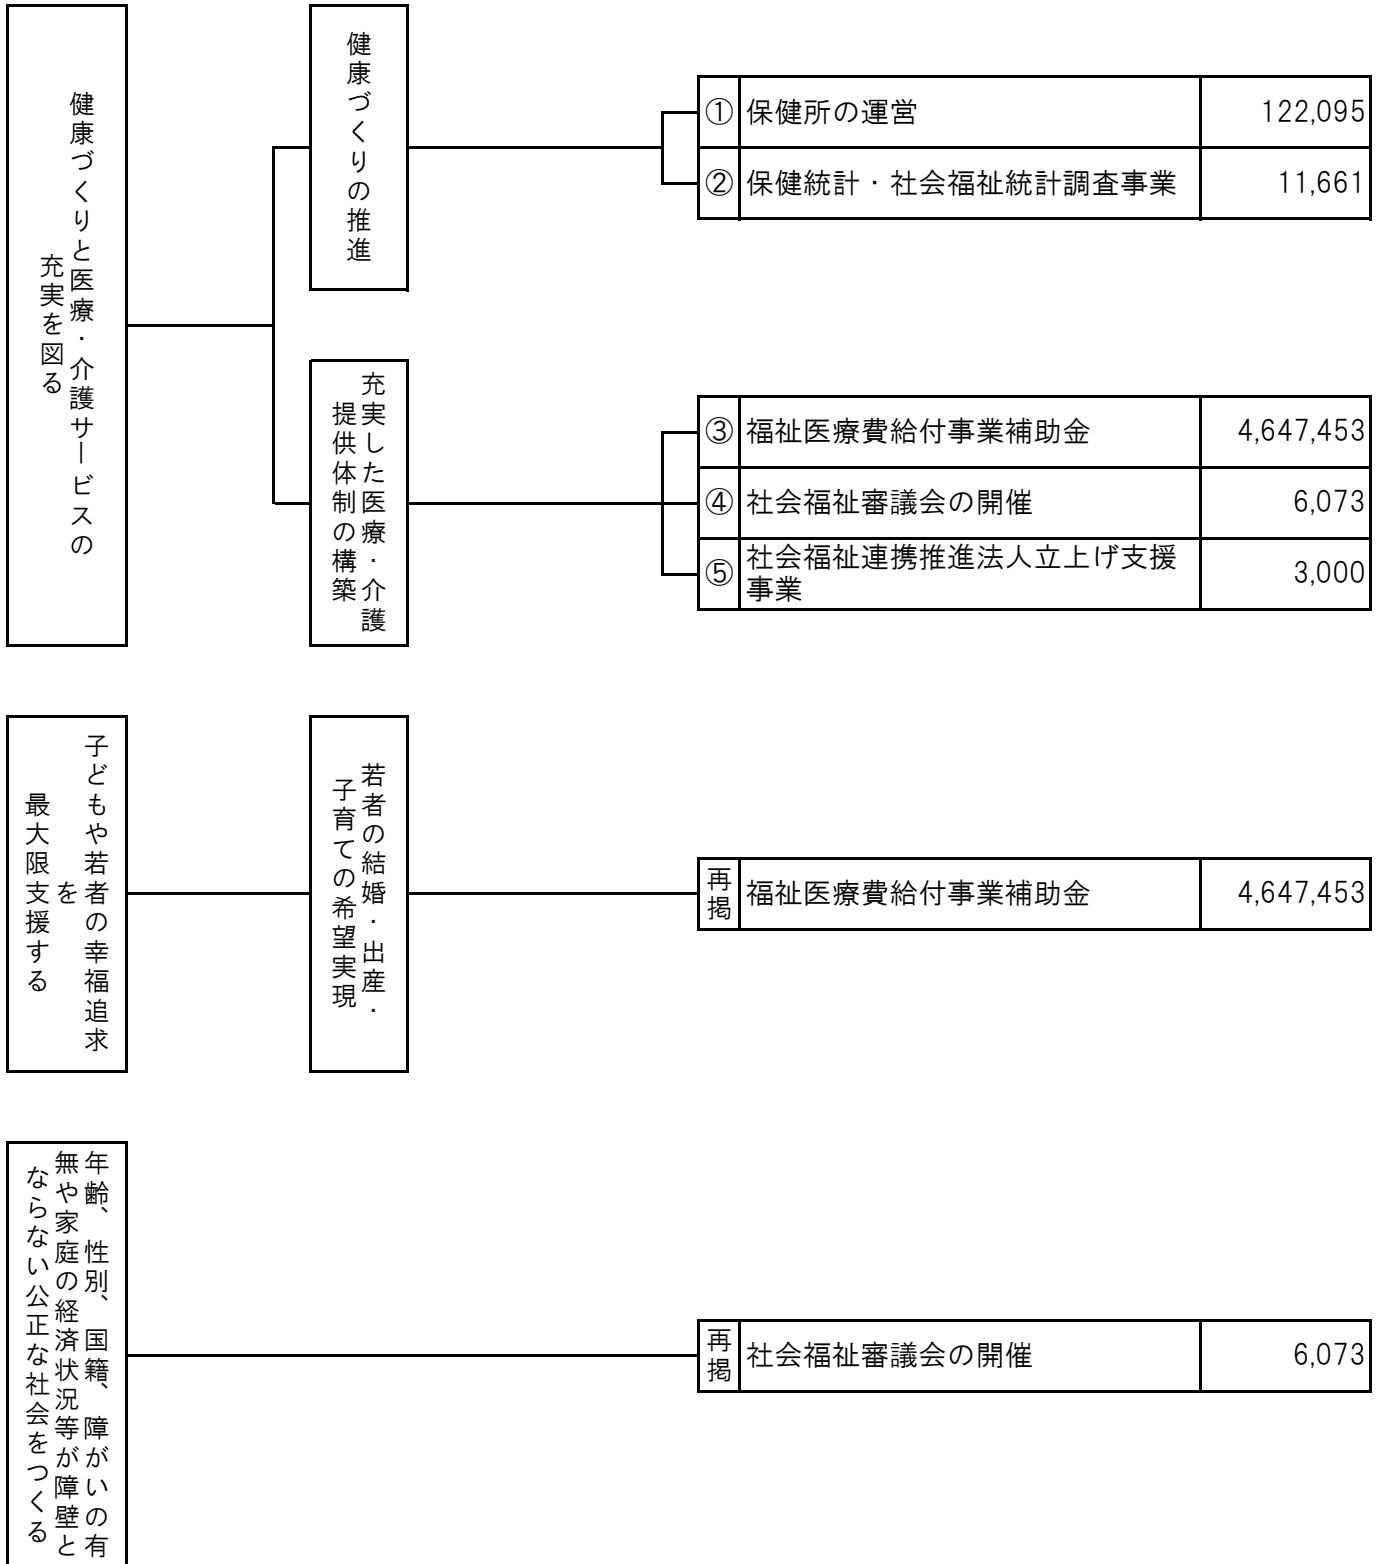 健康づくりと医療・介護サービスの
充実を図る
健康づくりの推進
① 保健所の運営 122,095
② 保健統計・社会福祉統計調査事業 11,661
充実した医療・介護
提供体制の構築
③ 福祉医療費給付事業補助金 4,647,453
④ 社会福祉審議会の開催 6,073
⑤ 社会福祉連携推進法人立上げ支援
事業 3,000
子どもや若者の幸福追求
を
最大限支援する
若者の結婚・出産・
子育ての希望実現
再掲 福祉医療費給付事業補助金 4,647,453
年齢、性別、国籍、障がいの有
無や家庭の経済状況等が障壁と
ならない公正な社会をつくる
再掲 社会福祉審議会の開催 6,073